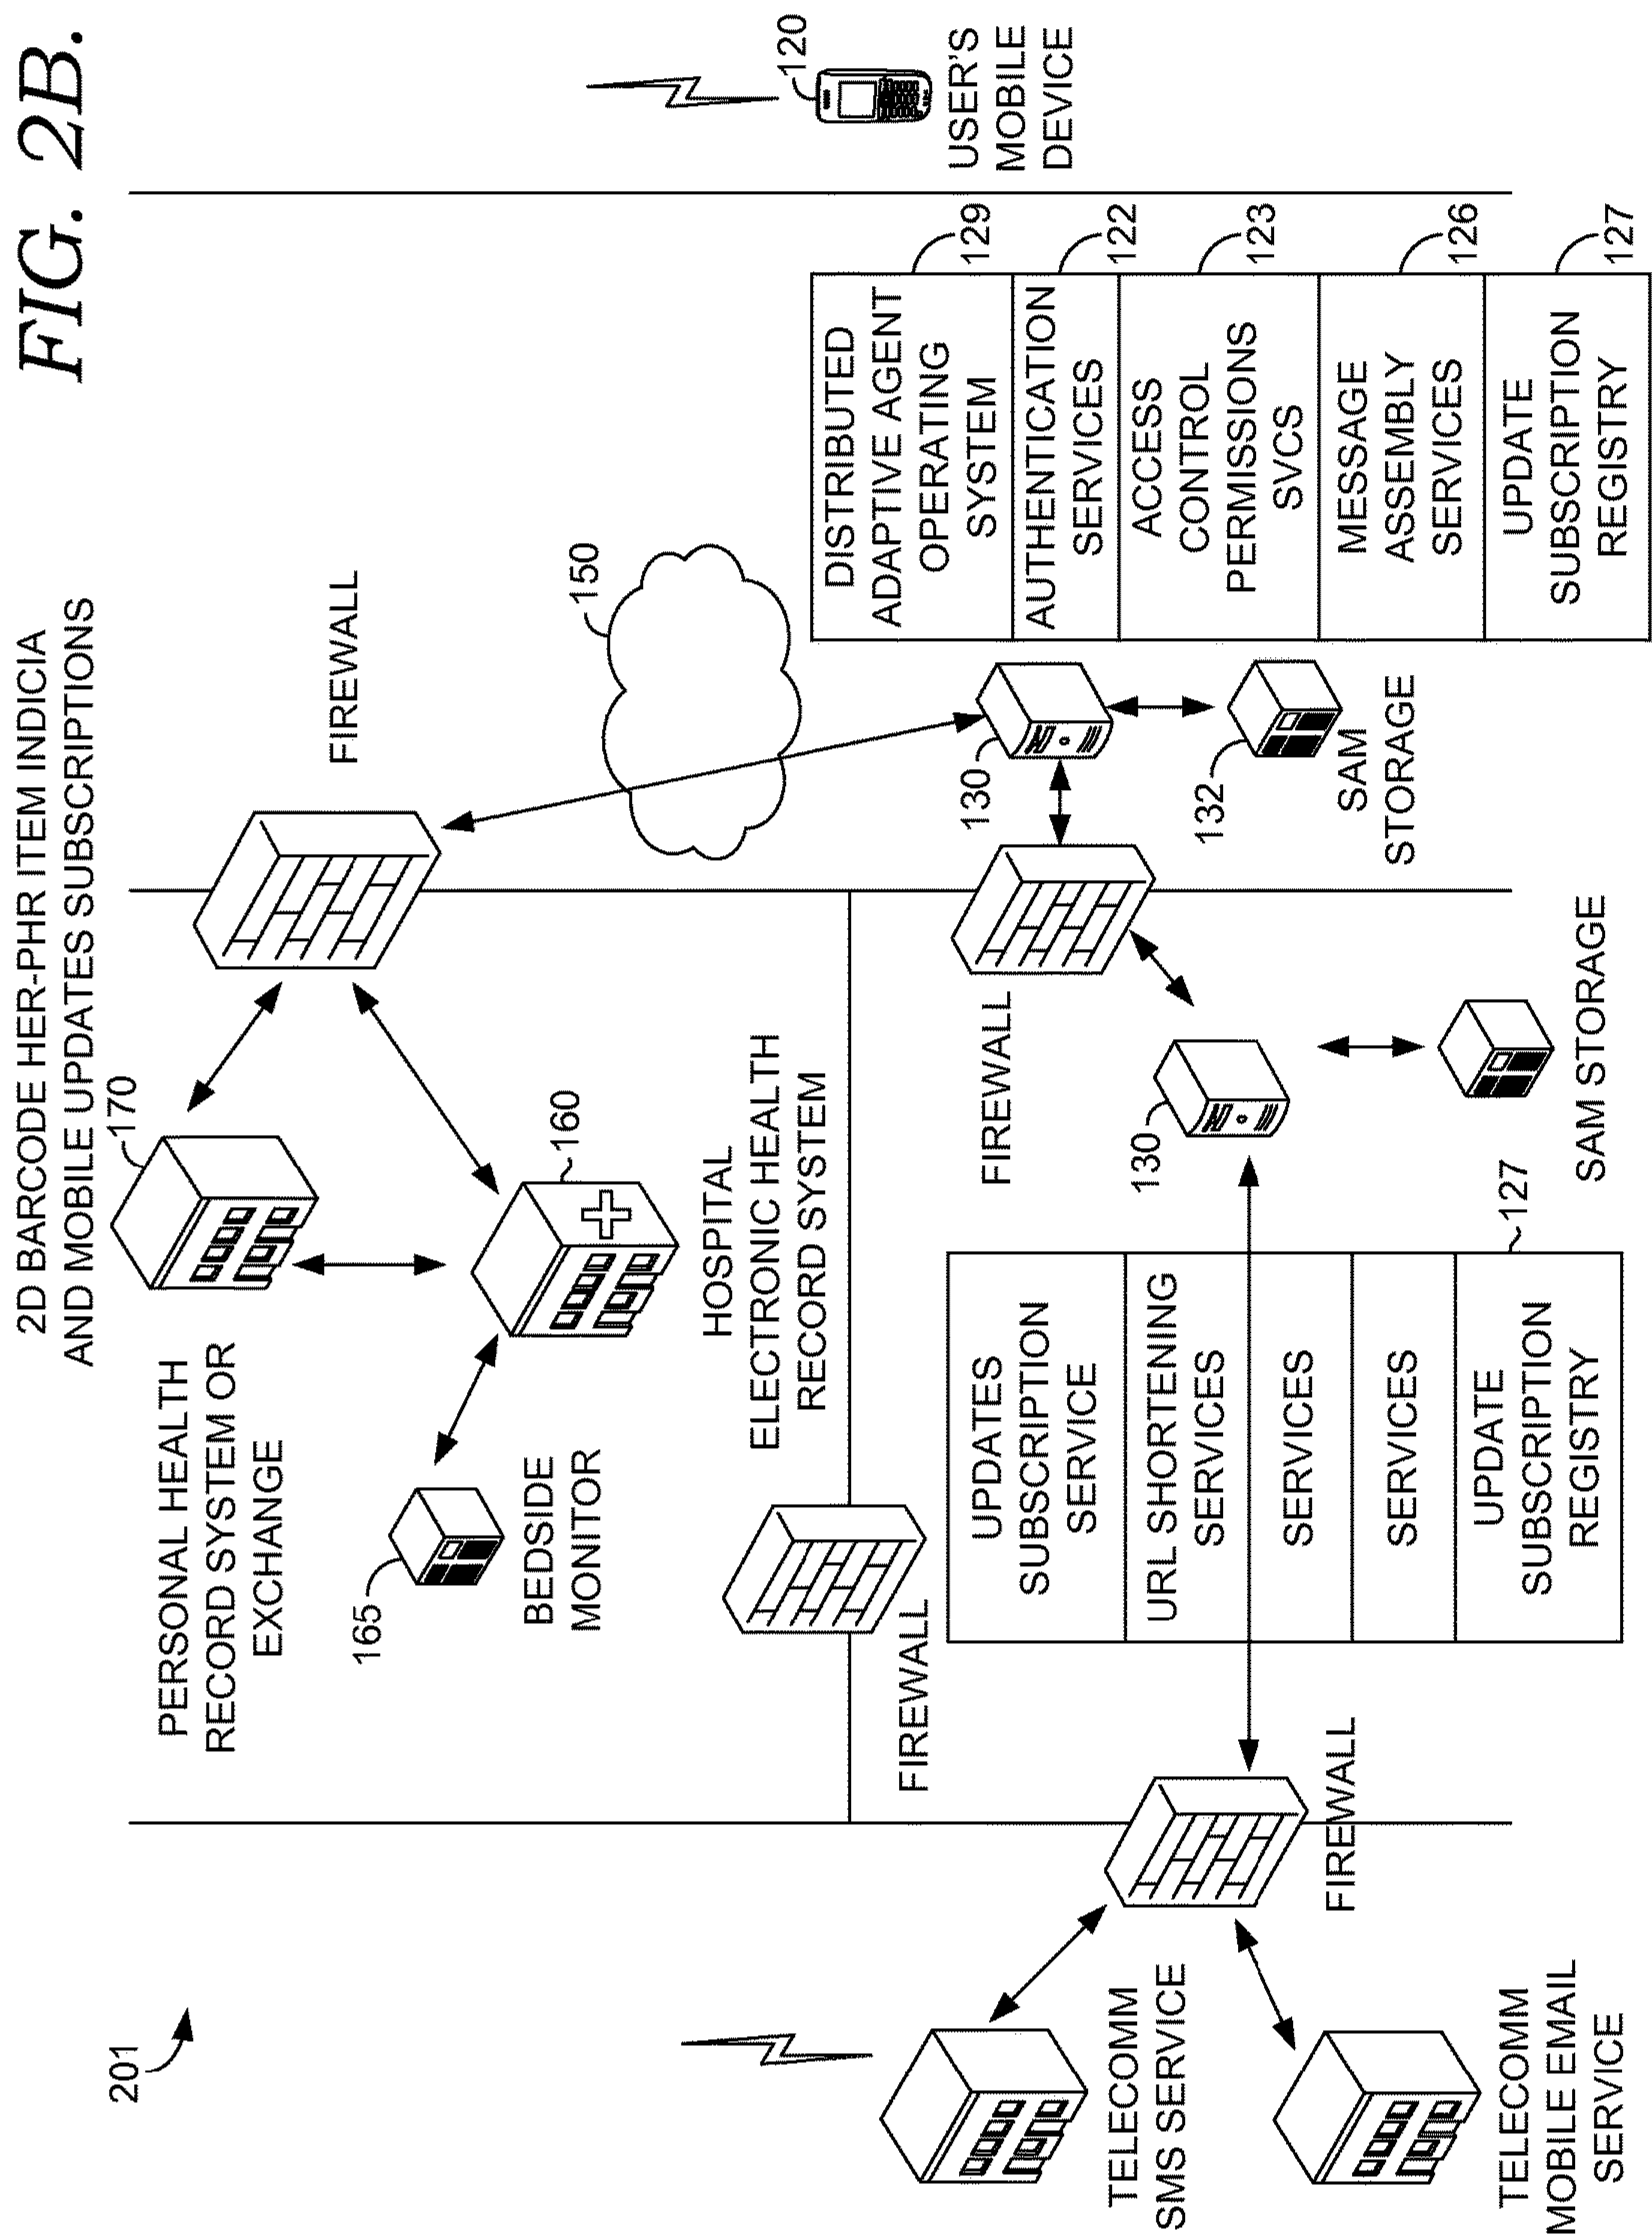 FIG. 2B.
2D BARCODE HER-PHR ITEM INDICIA
AND MOBILE UPDATES SUBSCRIPTIONS
201
170
PERSONAL HEALTH
RECORD SYSTEM OR
EXCHANGE
FIREWALL
165
BEDSIDE
MONITOR
160
HOSPITAL
ELECTRONIC HEALTH
RECORD SYSTEM
150
120
USER'S
MOBILE
DEVICE
FIREWALL
TELECOMM
SMS SERVICE
TELECOMM
MOBILE EMAIL
SERVICE
FIREWALL
UPDATES
SUBSCRIPTION
SERVICE
URL SHORTENING
SERVICES
SERVICES
SERVICES
UPDATE
SUBSCRIPTION
REGISTRY
127
130
SAM STORAGE
FIREWALL
130
132
SAM
STORAGE
DISTRIBUTED
ADAPTIVE AGENT
OPERATING
SYSTEM
129
AUTHENTICATION
SERVICES
122
ACCESS
CONTROL
PERMISSIONS
SVCS
123
MESSAGE
ASSEMBLY
SERVICES
126
UPDATE
SUBSCRIPTION
REGISTRY
127